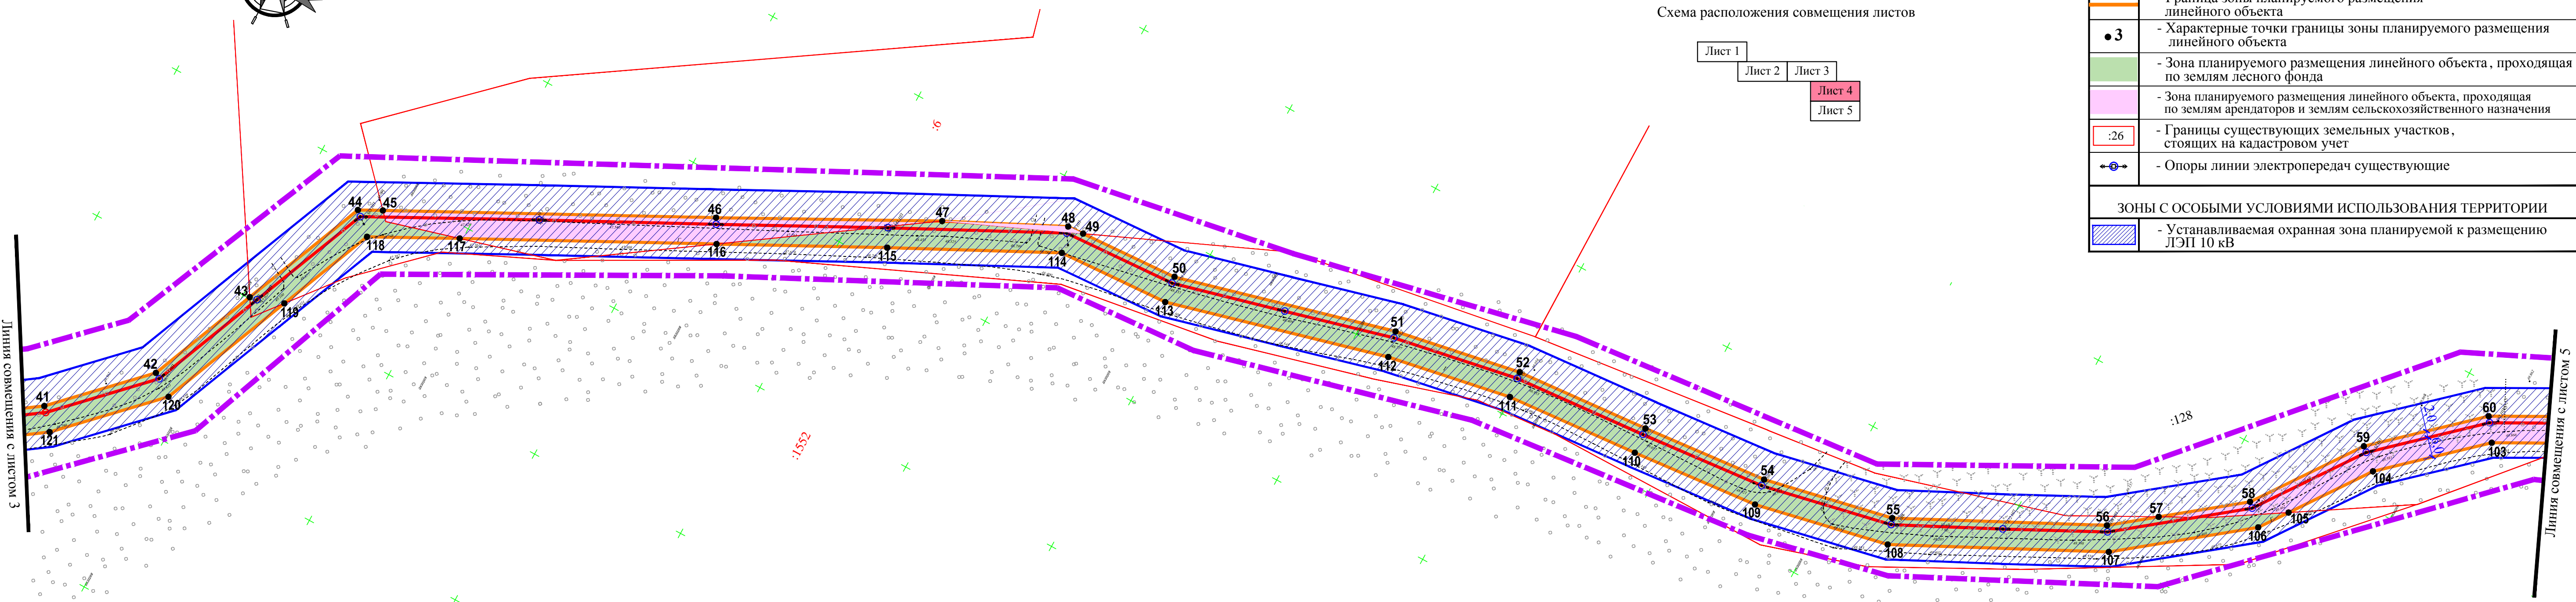 Схема расположения совмещения листов
Лист 1
Лист 2
Лист 3
Лист 4
Лист 5
- Граница зоны планируемого размещения
линейного объекта
3
- Характерные точки границы зоны планируемого размещения
линейного объекта
- Зона планируемого размещения линейного объекта, проходящая
по землям лесного фонда
- Зона планируемого размещения линейного объекта, проходящая
по землям арендаторов и землям сельскохозяйственного назначения
:26
- Границы существующих земельных участков,
стоящих на кадастровом учет
- Опоры линии электропередач существующие
ЗОНЫ С ОСОБЫМИ УСЛОВИЯМИ ИСПОЛЬЗОВАНИЯ ТЕРРИТОРИИ
- Устанавливаемая охранная зона планируемой к размещению
ЛЭП 10 кВ
Линия совмещения с листом 3
41
42
43
44
45
46
47
48
49
50
51
52
53
54
55
56
57
58
59
60
121
120
119
118
117
116
115
114
113
112
111
110
109
108
107
106
105
104
103
:6
:1552
:128
Линия совмещения с листом 5